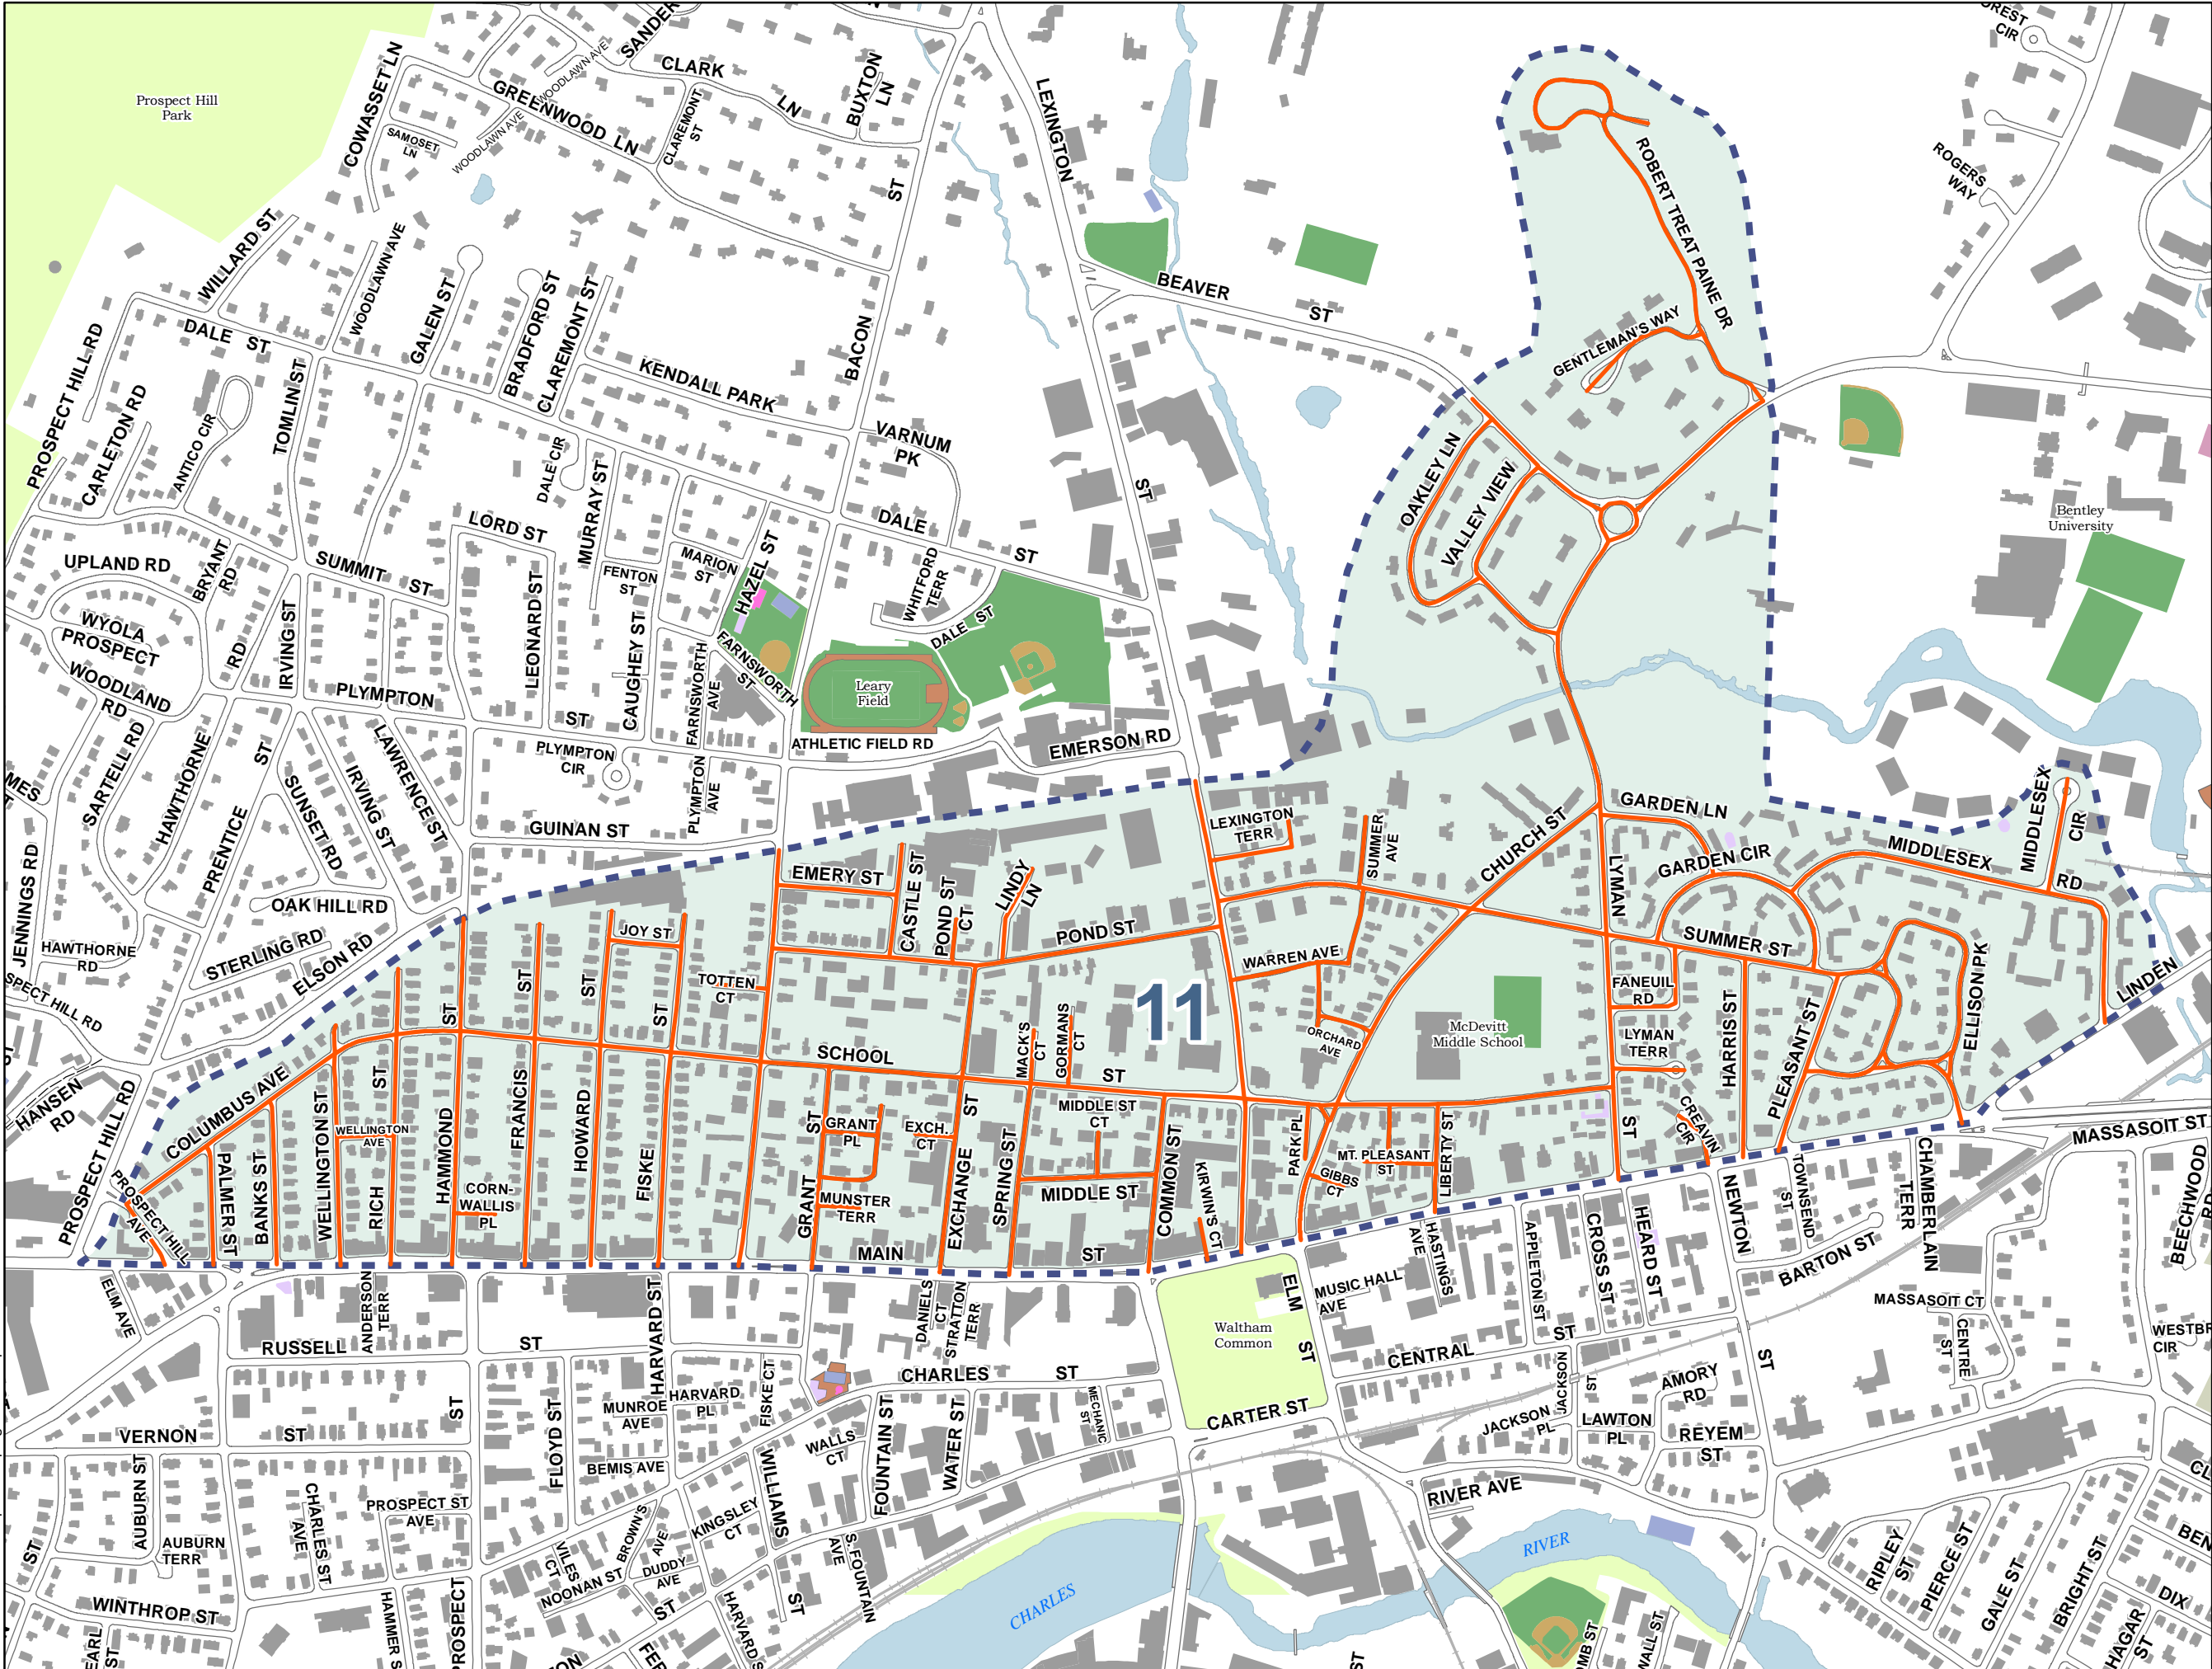 Prospect Hill
Park
COWASSET LN
SAMOSET
LN
WOODLAWN AVE
WOODLAWN AVE
GREENWOOD LN
CLARK
LN
CLAREMONT
ST
BUXTON
LN
LEXINGTON
ST
BEAVER
ST
ROGERS
WAY
CIR
ROBERT TREAT PAINE DR
GENTLEMAN'S WAY
WILLARD ST
WOODLAWN AVE
GALEN ST
BRADFORD ST
CLAREMONT ST
KENDALL PARK
BACON
ST
VARNUM
PK
DALE ST
PROSPECT HILL RD
CARLETON RD
ANTICO CIR
TOMLIN ST
DALE CIR
MURRAY ST
LORD ST
DALE
ST
OAKLEY LN
VALLEY VIEW
Bentley
University
UPLAND RD
BRYANT
RD
SUMMIT ST
FENTON
ST
MARION
ST
HAZEL ST
WHITFORD
TERR
DALE ST
WYOLA
PROSPECT
WOODLAND
RD
RD
IRVING ST
LEONARD ST
CAUGHEY ST
FARNSWORTH
AVE
FARNSWORTH
ST
Leary
Field
PLYMPTON
ST
PLYMPTON
CIR
PLYMPTON
AVE
ATHLETIC FIELD RD
EMERSON RD
SARTELL RD
HAWTHORNE
PRENTICE
ST
SUNSET RD
IRVING ST
LAWRENCE ST
GUINAN ST
JENNINGS RD
OAK HILL RD
HAWTHORNE
RD
STERLING RD
ELSON RD
HANSEN
RD
PROSPECT HILL RD
LEXINGTON
TERR
SUMMER
AVE
CHURCH ST
GARDEN LN
GARDEN CIR
MIDDLESEX
RD
MIDDLESEX
CIR
LINDEN
EMERY ST
CASTLE ST
POND ST
CT
LINDY
LN
POND ST
JOY ST
TOTTEN
CT
WARREN AVE
ORCHARD
AVE
LYMAN
ST
SUMMER ST
FANEUIL
RD
LYMAN
TERR
HARRIS ST
PLEASANT ST
ELLISON PK
CREAVIN
CIR
11
McDevitt
Middle School
MACK'S
CT
GORMANS
CT
SCHOOL
ST
COLUMBUS AVE
PROSPECT HILL
AVE
PALMER ST
BANKS ST
WELLINGTON ST
WELLINGTON
AVE
RICH
ST
HAMMOND
ST
FRANCIS
ST
HOWARD
ST
FISKE
ST
CORN-
WALLIS
PL
GRANT
ST
GRANT
PL
MUNSTER
TERR
EXCH.
CT
EXCHANGE ST
SPRING ST
MIDDLE ST
CT
MIDDLE ST
COMMON ST
KIRWIN'S CT
PARK PL
GIBBS
CT
MT. PLEASANT
ST
LIBERTY ST
MAIN
ST
MASSASOIT ST
ELM AVE
RUSSELL
ST
ANDERSON
TERR
HARVARD ST
DANIELS
CT
STRATTON
TERR
Waltham
Common
ELM
ST
MUSIC HALL
AVE
HASTINGS
AVE
APPLETON ST
CROSS ST
HEARD ST
NEWTON
ST
TOWNSEND
ST
BARTON ST
CHAMBERLAIN
TERR
BEECHWOOD
MASSASOIT CT
CENTRE
ST
CIR
CENTRAL
ST
CHARLES
ST
MECHANIC
ST
CARTER ST
JACKSON
ST
JACKSON
PL
AMORY
RD
LAWTON
PL
REYEM
ST
VERNON
ST
ST
FLOYD ST
MUNROE
AVE
HARVARD
PL
FISKE CT
BEMIS AVE
WALLS
CT
FOUNTAIN ST
WATER ST
WILLIAMS
ST
KINGSLEY
CT
AUBURN ST
AUBURN
TERR
CHARLES ST
AVE
PROSPECT ST
AVE
VILES
CT
NOONAN ST
BROWN'S
AVE
DUDDY
AVE
S. FOUNTAIN
AVE
WINTHROP ST
PROSPECT
ST
CHARLES
RIVER
RIVER AVE
RIPLEY
ST
PIERCE ST
GALE ST
BRIGHT ST
DIX
ST
ST